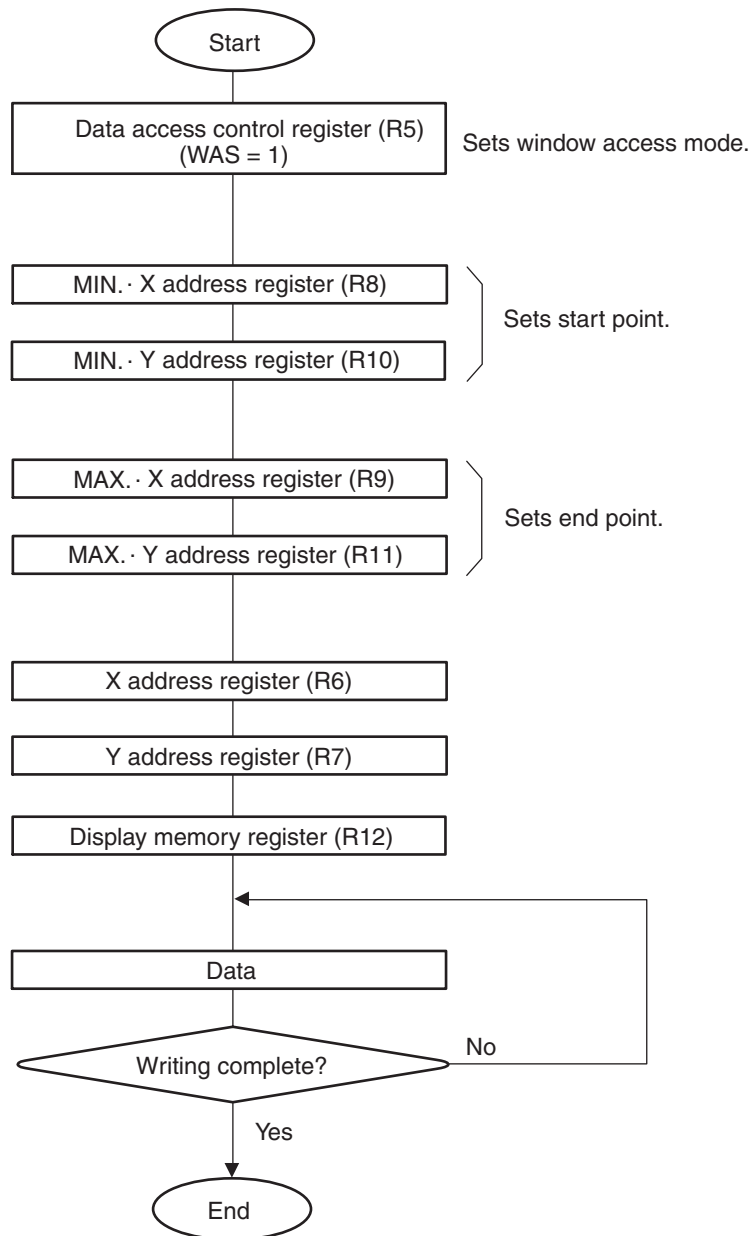 Start
Data access control register (R5)
(WAS = 1)
Sets window access mode.
MIN. · X address register (R8)
Sets start point.
MIN. · Y address register (R10)
MAX. · X address register (R9)
Sets end point.
MAX. · Y address register (R11)
X address register (R6)
Y address register (R7)
Display memory register (R12)
Data
Writing complete?
No
Yes
End